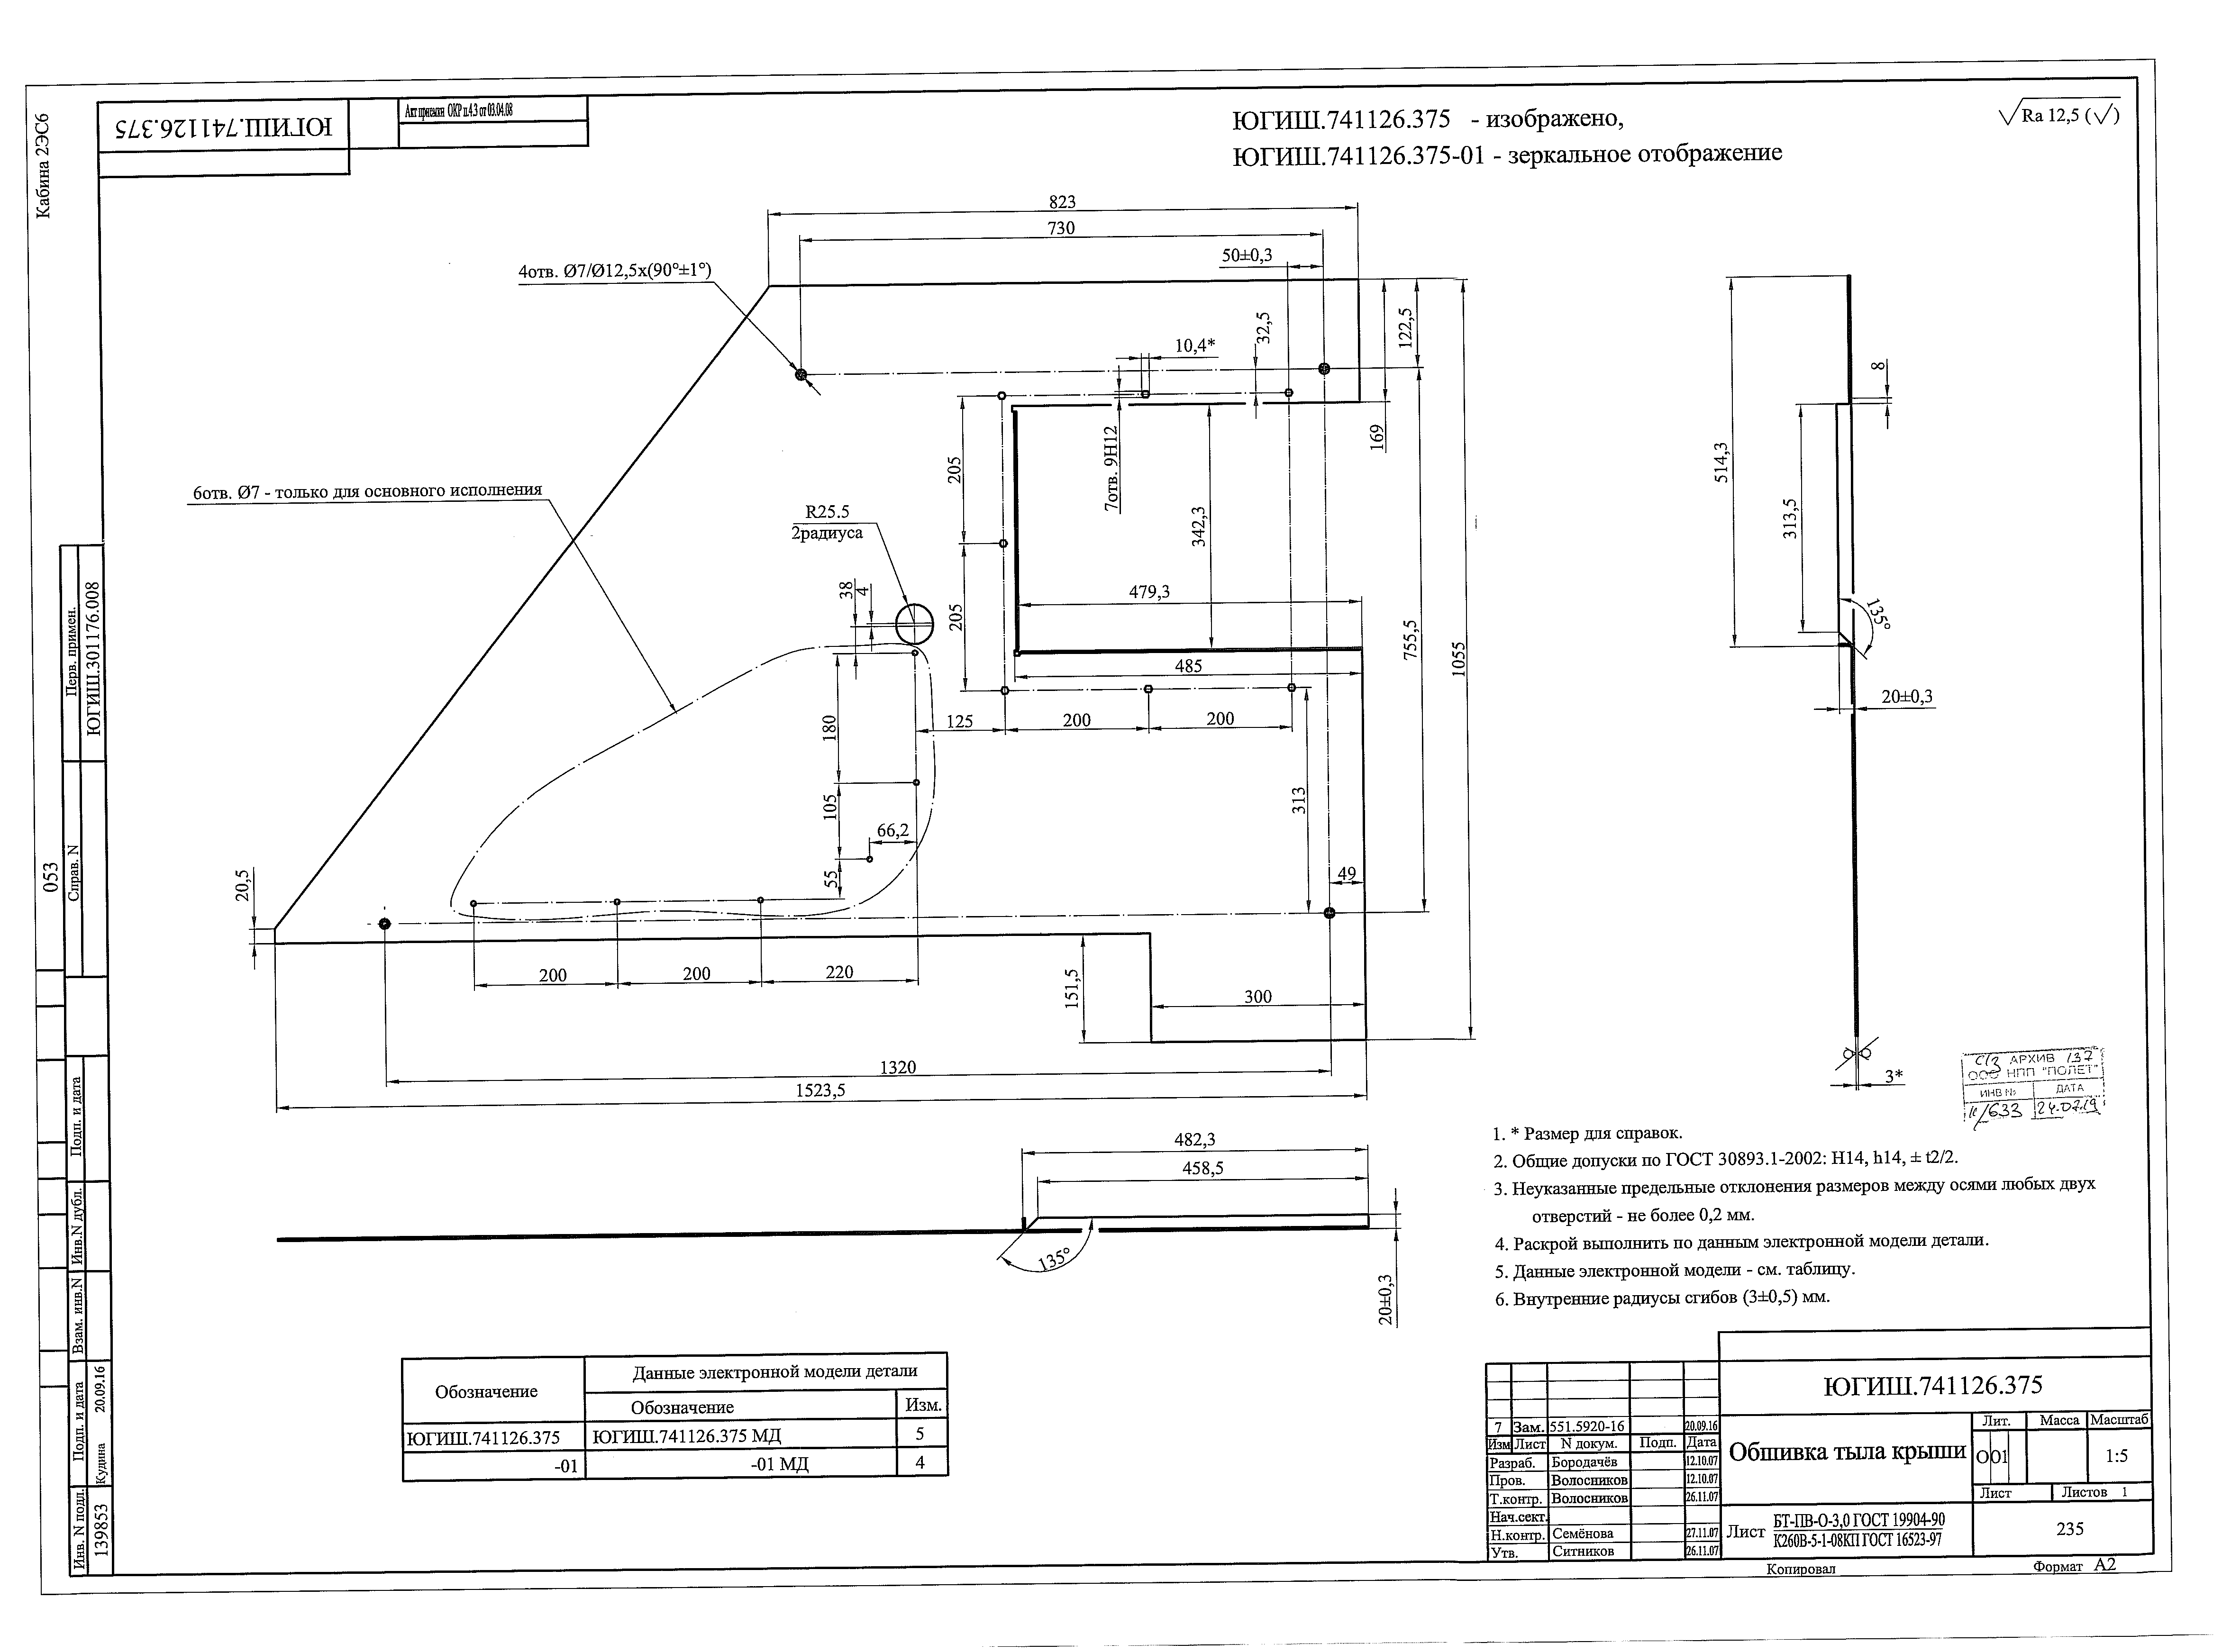 Кабина 2ЭС6
ЮГИШ.741126.375
Акт приемки ОКР п.4.3 от 03.04.08
ЮГИШ.741126.375 - изображено,
ЮГИШ.741126.375-01 - зеркальное отображение
Ra 12,5 (√)
823
730
50±0,3
4отв. Ø7/Ø12,5х(90°±1°)
32,5
122,5
10,4*
169
7отв. 9Н12
205
205
342,3
6отв. Ø7 - только для основного исполнения
R25.5
2радиуса
38
4
479,3
485
755,5
1055
125
200
200
180
105
66,2
55
313
49
20,5
200
200
220
151,5
300
1320
1523,5
514,3
8
313,5
135°
20±0,3
3*
482,3
458,5
135°
20±0,3
СГЗ АРХИВ 137
ООО НПП "ПОЛЕТ"
ИНВ № ДАТА
24.07.19
1. * Размер для справок.
2. Общие допуски по ГОСТ 30893.1-2002: H14, h14, ± t2/2.
3. Неуказанные предельные отклонения размеров между осями любых двух
отверстий - не более 0,2 мм.
4. Раскрой выполнить по данным электронной модели детали.
5. Данные электронной модели - см. таблицу.
6. Внутренние радиусы сгибов (3±0,5) мм.
Обозначение Данные электронной модели детали
Обозначение Изм.
ЮГИШ.741126.375 ЮГИШ.741126.375 МД 5
-01 -01 МД 4
Перв. примен.
ЮГИШ.301176.008
053
Справ. N
Подп. и дата
Инв.N дубл.
Взам. инв.N
Подп. и дата
Кудина 20.09.16
Инв. N подл.
139853
ЮГИШ.741126.375
7 Зам. 551.5920-16 20.09.16
Изм Лист N докум. Подп. Дата
Разраб. Бородачёв 12.10.07
Пров. Волосников 12.10.07
Т.контр. Волосников 26.11.07
Нач.сект.
Н.контр. Семёнова 27.11.07
Утв. Ситников 26.11.07
Обшивка тыла крыши
Лит. Масса Масштаб
О О1 1:5
Лист Листов 1
Лист БТ-ПВ-О-3,0 ГОСТ 19904-90
К260В-5-1-08КП ГОСТ 16523-97
235
Копировал
Формат А2